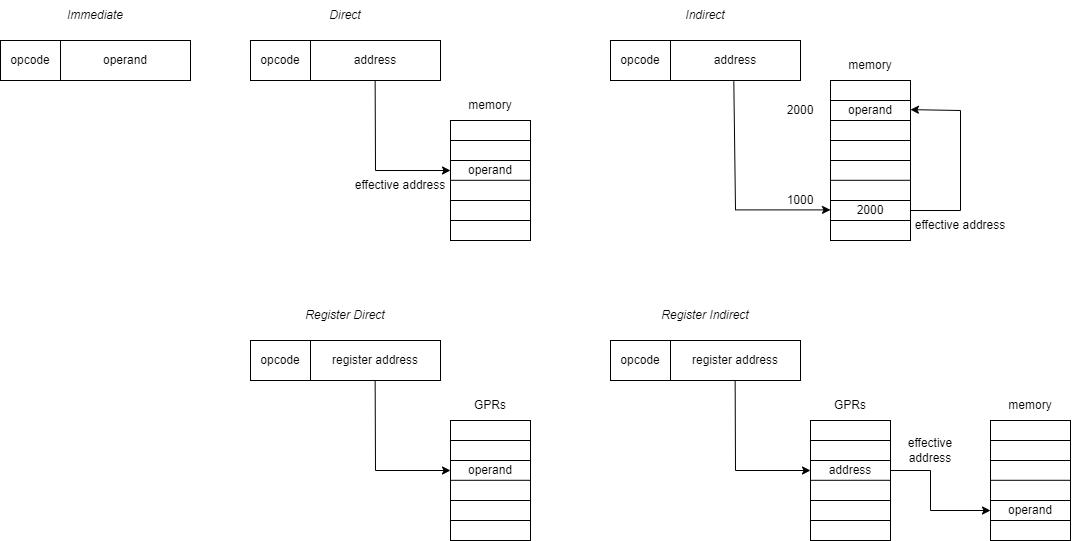 Immediate
opcode
operand
Direct
opcode
address
memory
operand
effective address
Indirect
opcode
address
memory
2000
operand
1000
2000
effective address
Register Direct
opcode
register address
GPRs
operand
Register Indirect
opcode
register address
GPRs
address
effective
address
memory
operand